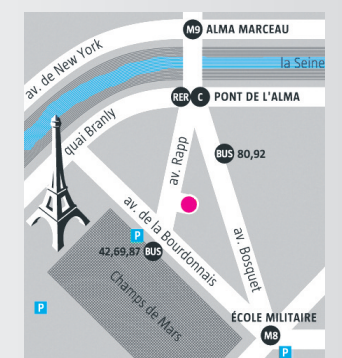 M9 ALMA MARCEAU
av. de New York
la Seine
RER C PONT DE L'ALMA
quai Branly
av. Rapp
BUS 80,92
av. de la Bourdonnais
P
42,69,87 BUS
av. Bosquet
Champs de Mars
P
ÉCOLE MILITAIRE
M8
P